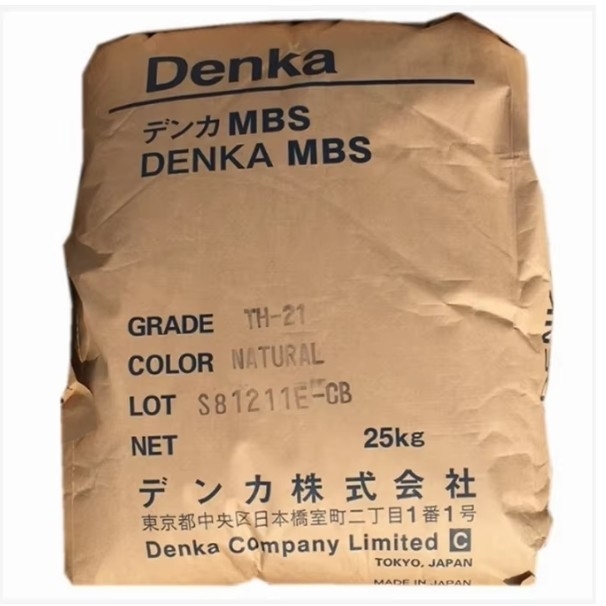 Denka
デンカ MBS
DENKA MBS
GRADE TH-21
COLOR NATURAL
LOT S81211E-CB
NET 25kg
デンカ株式会社
東京都中央区日本橋室町二丁目1番1号
Denka Company Limited C
TOKYO, JAPAN
MADE IN JAPAN